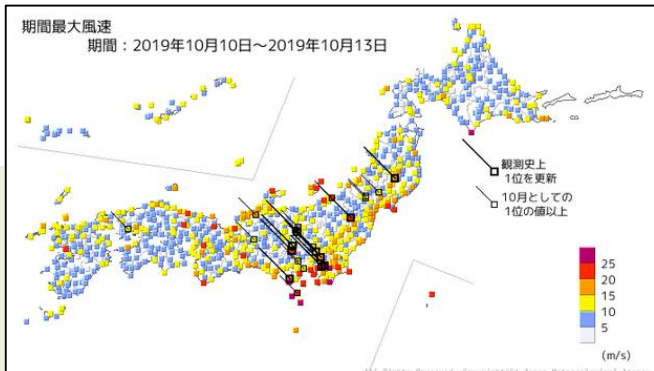 期間最大風速
期間：2019年10月10日～2019年10月13日
観測史上
1位を更新
10月としての
1位の値以上
25
20
15
10
5
(m/s)